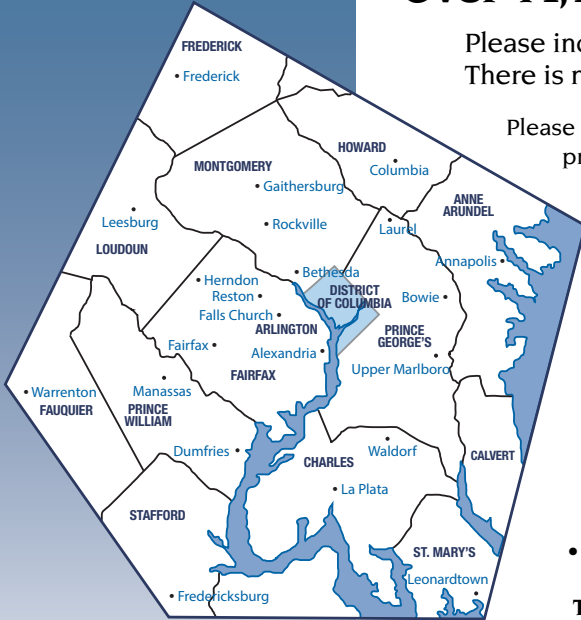 Please inc
There is n
Please
pr
FREDERICK
Frederick
HOWARD
Columbia
MONTGOMERY
Gaithersburg
ANNE
ARUNDEL
Leesburg
Rockville
Laurel
LOUDOUN
Annapolis
Bethesda
Herndon
DISTRICT
OF COLUMBIA
Reston
Bowie
Falls Church
ARLINGTON
PRINCE
GEORGE'S
Fairfax
Alexandria
Upper Marlboro
FAIRFAX
Warrenton
FAUQUIER
Manassas
PRINCE
WILLIAM
Dumfries
Waldorf
CHARLES
CALVERT
La Plata
STAFFORD
ST. MARY'S
Leonardtown
Fredericksburg
T